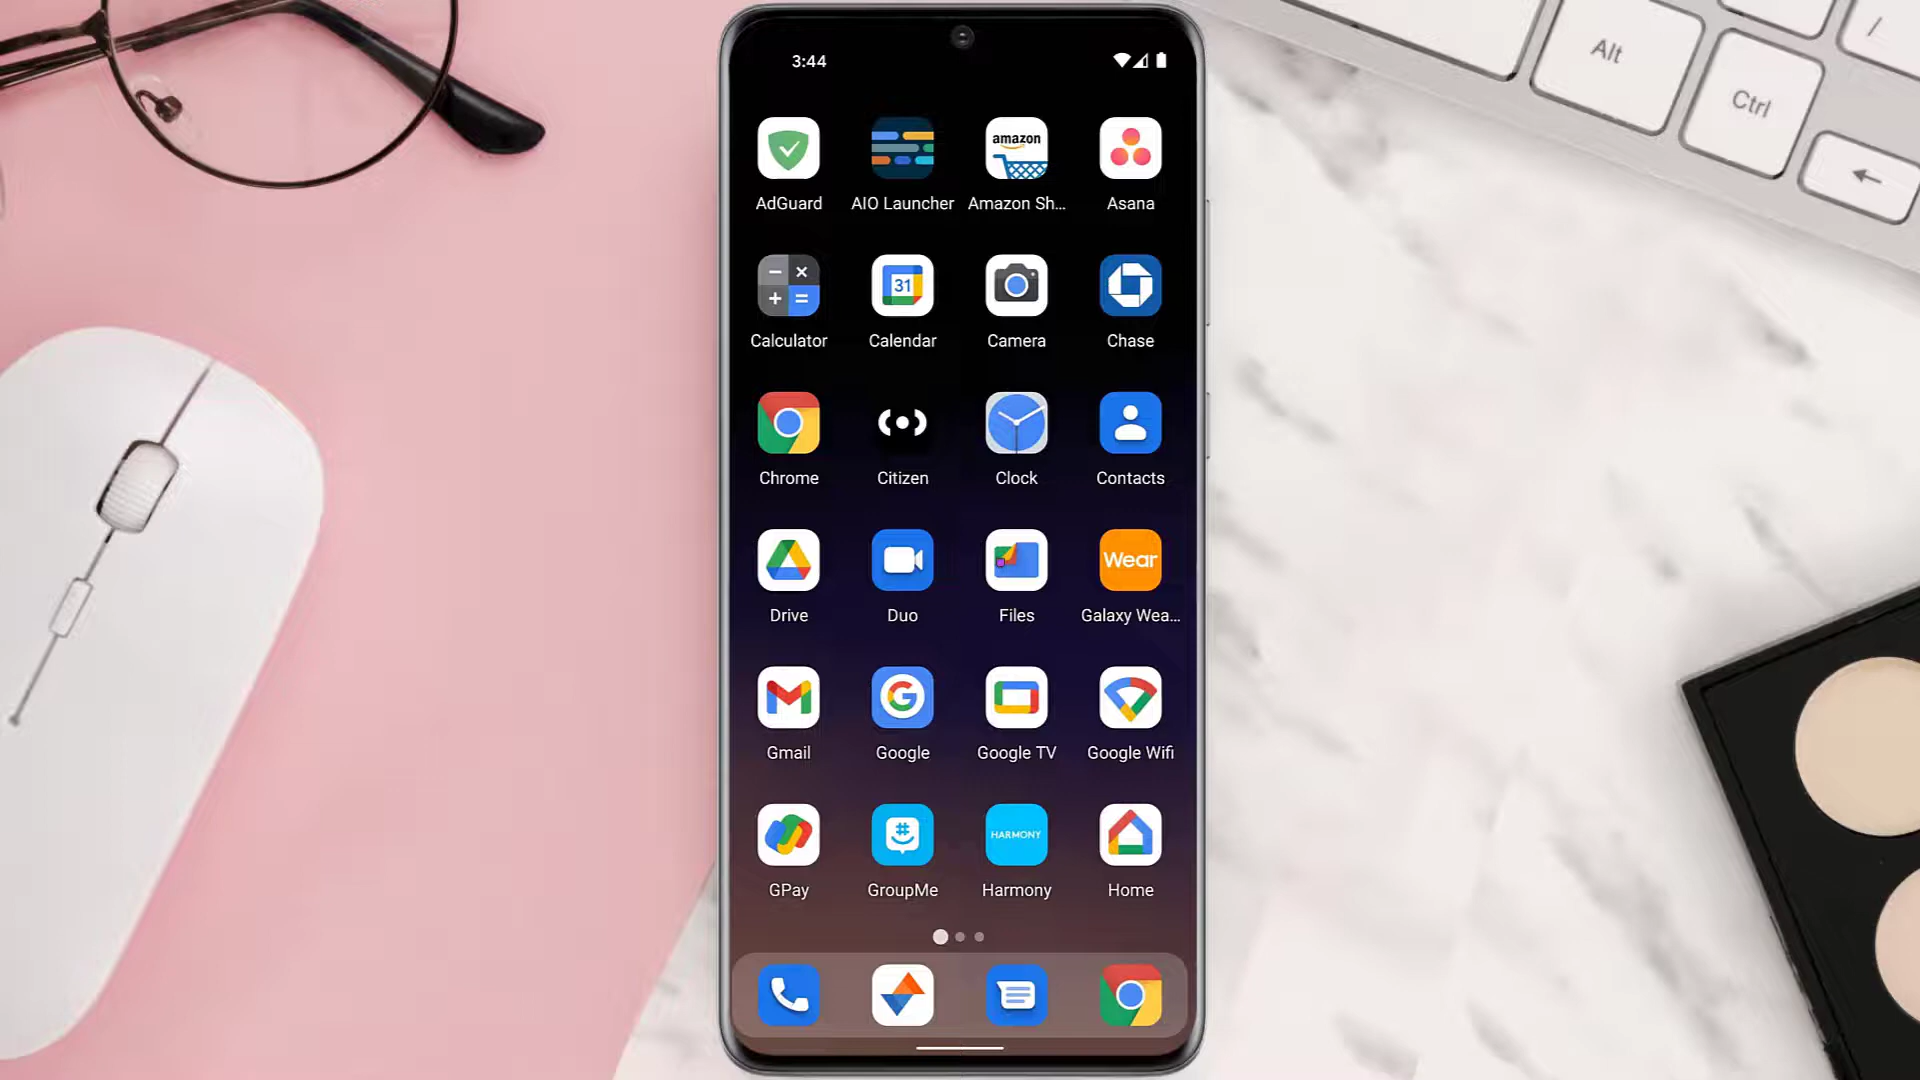 Alt
Ctrl
/
←
3:44
amazon
AdGuard
AIO Launcher
Amazon Sh...
Asana
− ×
+ =
31
Calculator
Calendar
Camera
Chase
Chrome
Citizen
Clock
Contacts
Wear
Drive
Duo
Files
Galaxy Wea...
G
Gmail
Google
Google TV
Google Wifi
#
HARMONY
GPay
GroupMe
Harmony
Home